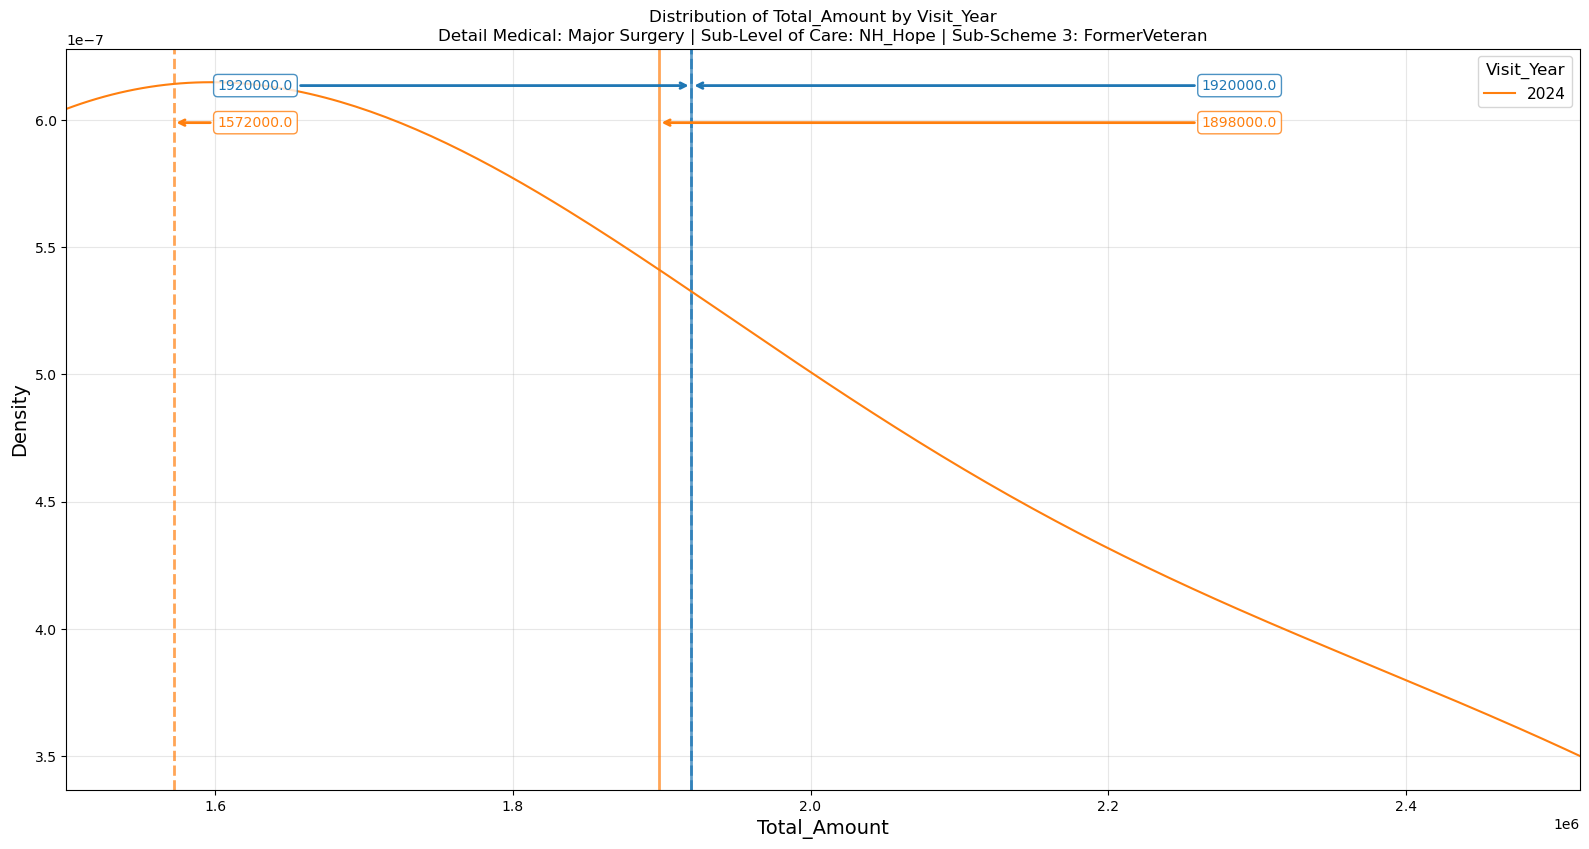 Distribution of Total_Amount by Visit_Year
Detail Medical: Major Surgery | Sub-Level of Care: NH_Hope | Sub-Scheme 3: FormerVeteran
1e−7
Visit_Year
2024
1920000.0
1920000.0
1572000.0
1898000.0
6.0
5.5
5.0
4.5
4.0
3.5
Density
1.6
1.8
2.0
2.2
2.4
1e6
Total_Amount